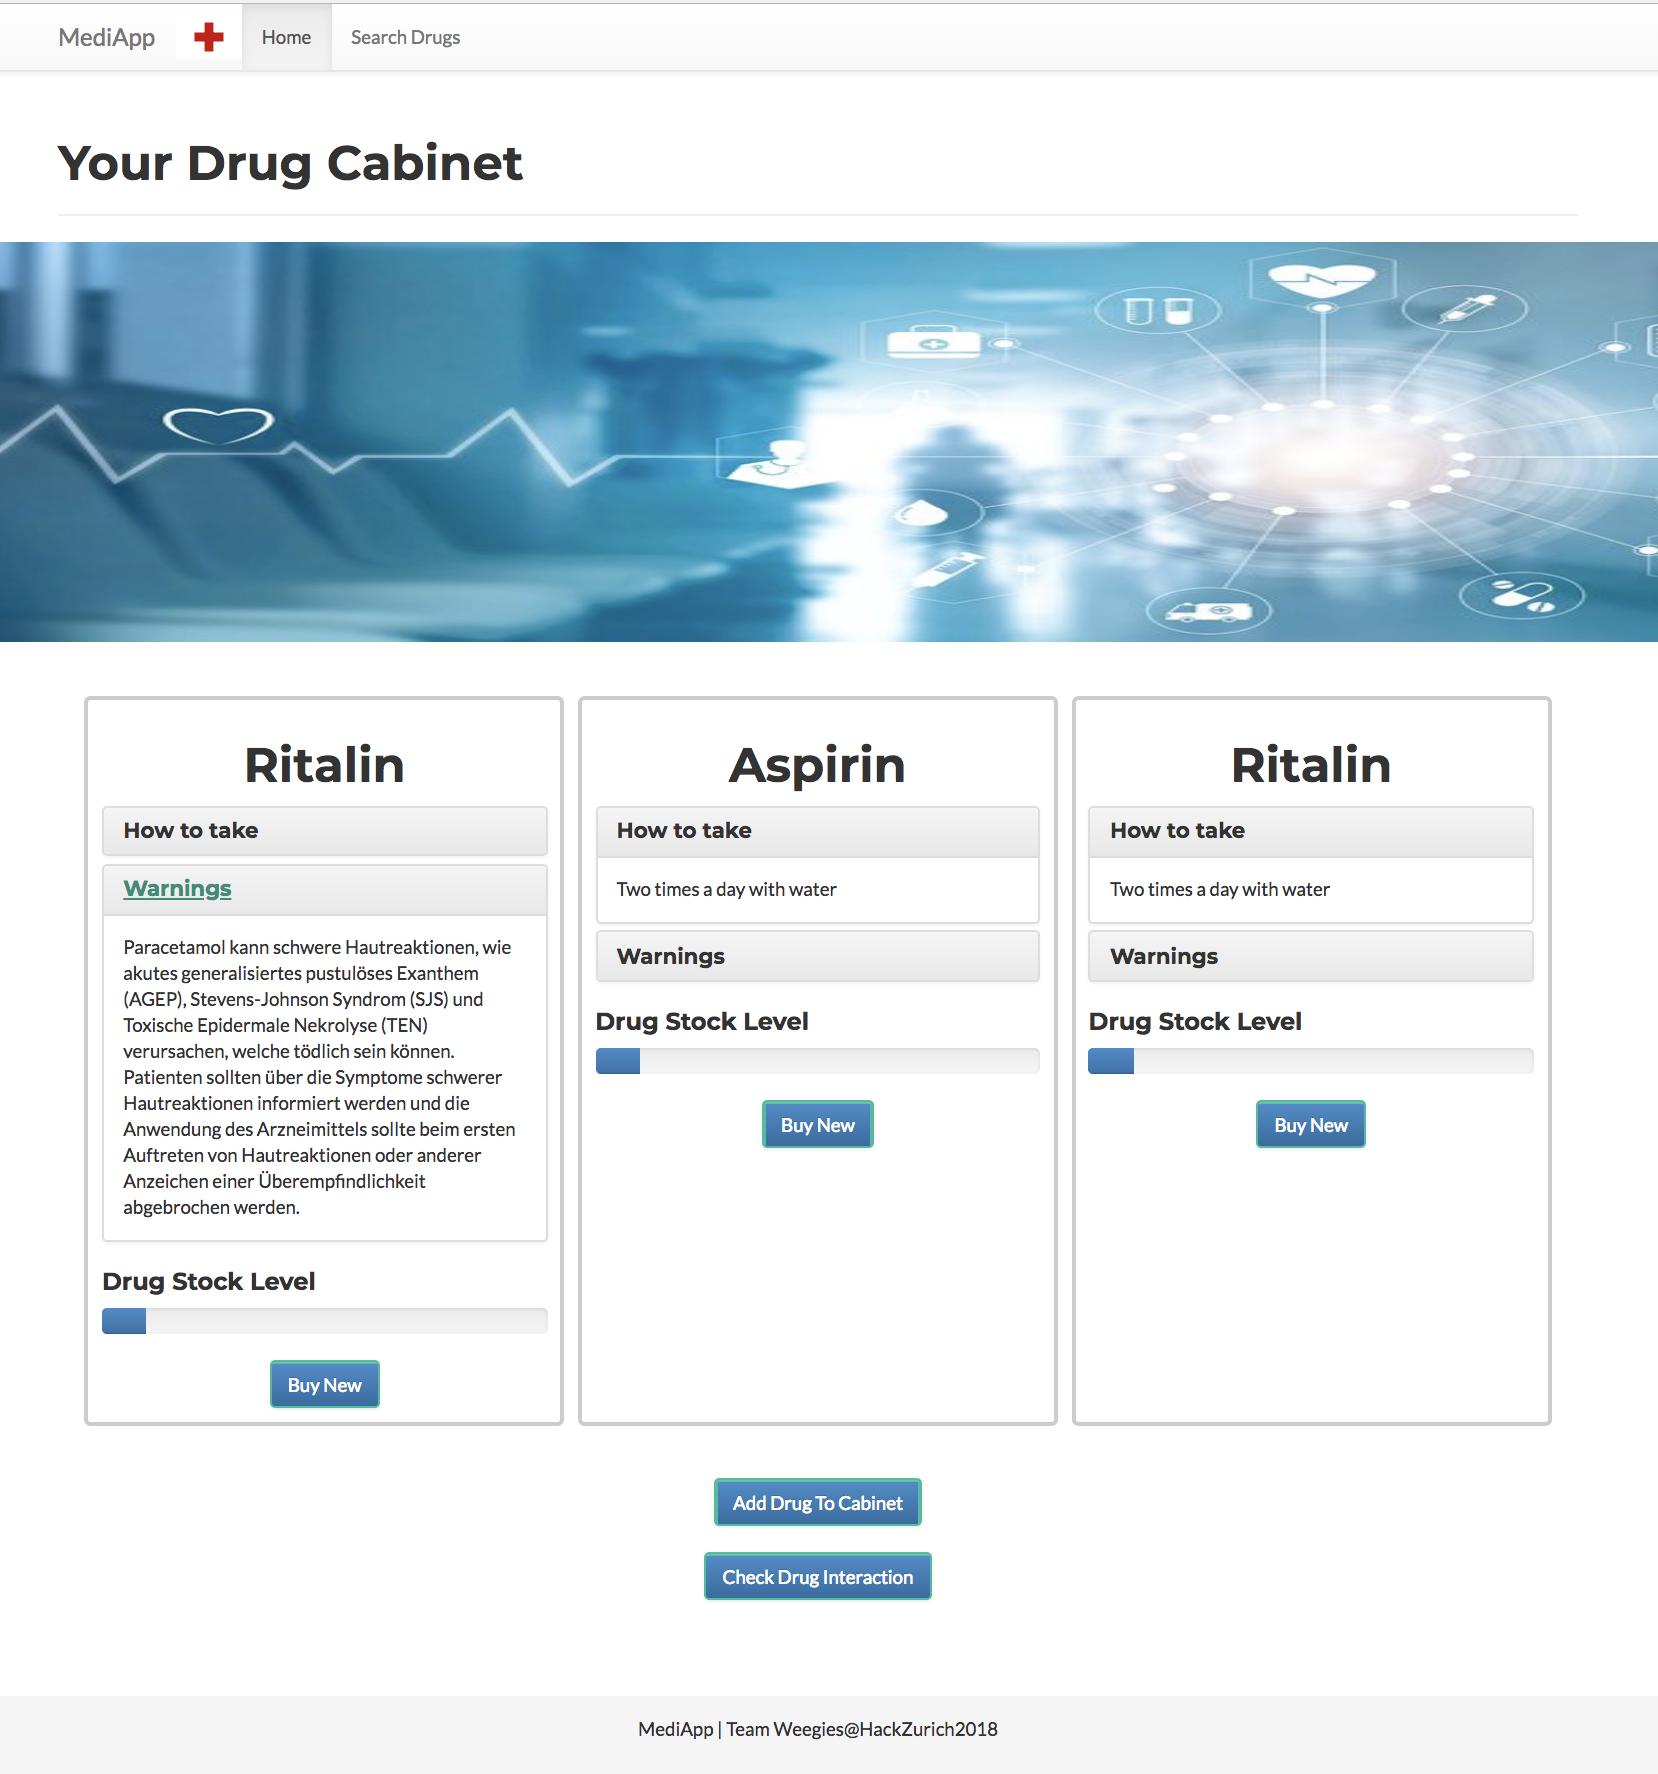 MediApp
Home
Search Drugs
Your Drug Cabinet
Ritalin
How to take
Warnings
Paracetamol kann schwere Hautreaktionen, wie
akutes generalisiertes pustulöses Exanthem
(AGEP), Stevens-Johnson Syndrom (SJS) und
Toxische Epidermale Nekrolyse (TEN)
verursachen, welche tödlich sein können.
Patienten sollten über die Symptome schwerer
Hautreaktionen informiert werden und die
Anwendung des Arzneimittels sollte beim ersten
Auftreten von Hautreaktionen oder anderer
Anzeichen einer Überempfindlichkeit
abgebrochen werden.
Drug Stock Level
Buy New
Aspirin
How to take
Two times a day with water
Warnings
Drug Stock Level
Buy New
Ritalin
How to take
Two times a day with water
Warnings
Drug Stock Level
Buy New
Add Drug To Cabinet
Check Drug Interaction
MediApp | Team Weegies@HackZurich2018